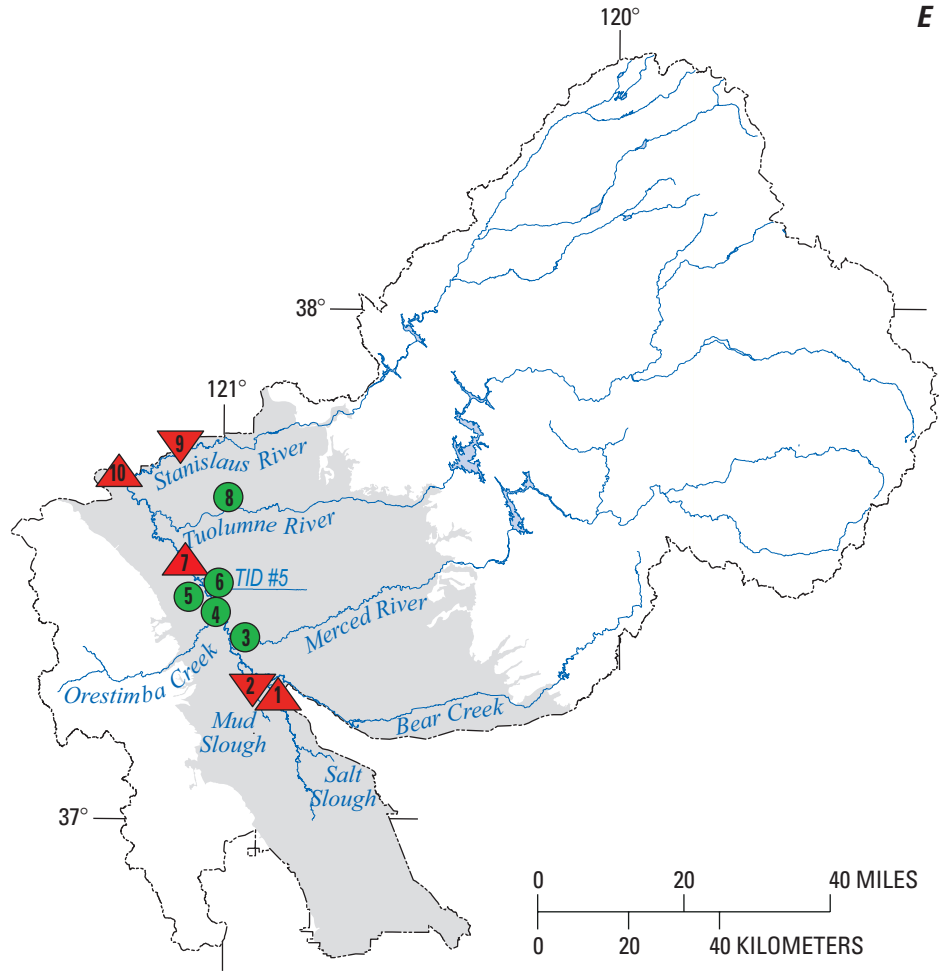 E
120°
38°
121°
9
10
Stanislaus River
8
Tuolumne River
7
6
TID #5
5
4
3
Merced River
Orestimba Creek
2
1
Bear Creek
Mud
Slough
Salt
Slough
37°
0 20 40 MILES
0 20 40 KILOMETERS